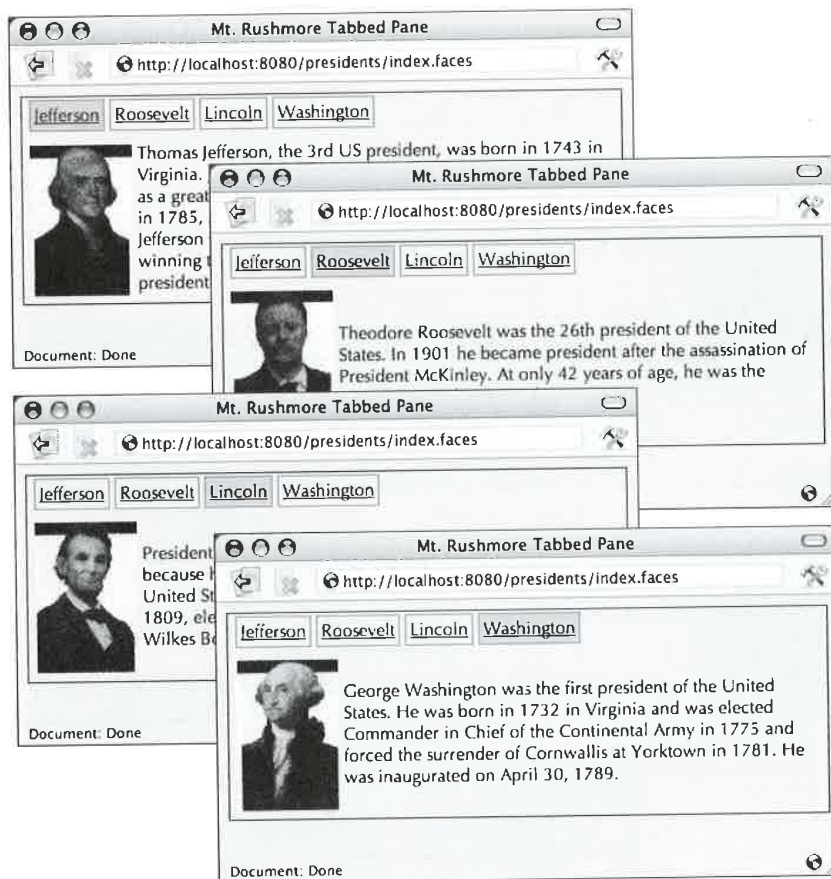 Mt. Rushmore Tabbed Pane
http://localhost:8080/presidents/index.faces
Jefferson Roosevelt Lincoln Washington
Thomas Jefferson, the 3rd US president, was born in 1743 in
Virginia.
as a great
in 1785,
Jefferson
winning
president
Document: Done
Mt. Rushmore Tabbed Pane
http://localhost:8080/presidents/index.faces
Jefferson Roosevelt Lincoln Washington
Theodore Roosevelt was the 26th president of the United
States. In 1901 he became president after the assassination of
President McKinley. At only 42 years of age, he was the
Mt. Rushmore Tabbed Pane
http://localhost:8080/presidents/index.faces
Jefferson Roosevelt Lincoln Washington
President
because
United
1809,
Wilkes
Document: Done
Mt. Rushmore Tabbed Pane
http://localhost:8080/presidents/index.faces
Jefferson Roosevelt Lincoln Washington
George Washington was the first president of the United
States. He was born in 1732 in Virginia and was elected
Commander in Chief of the Continental Army in 1775 and
forced the surrender of Cornwallis at Yorktown in 1781. He
was inaugurated on April 30, 1789.
Document: Done